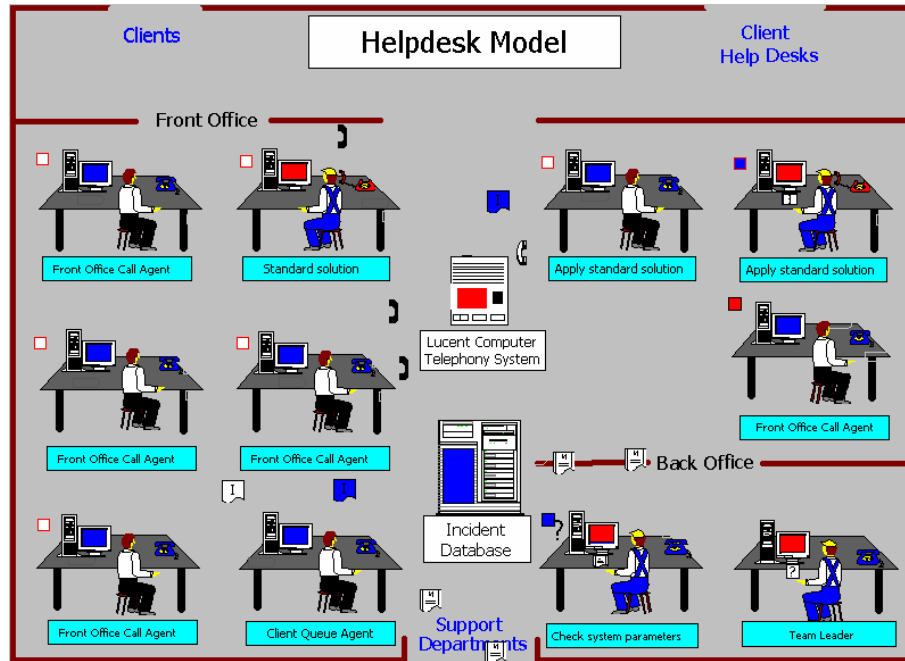 Clients
Helpdesk Model
Client
Help Desks
Front Office
Front Office Call Agent
Standard solution
Apply standard solution
Apply standard solution
Lucent Computer
Telephony System
Front Office Call Agent
Front Office Call Agent
Front Office Call Agent
Back Office
I
I
Incident
Database
?
?
Front Office Call Agent
Client Queue Agent
Support
Departments
Check system parameters
Team Leader